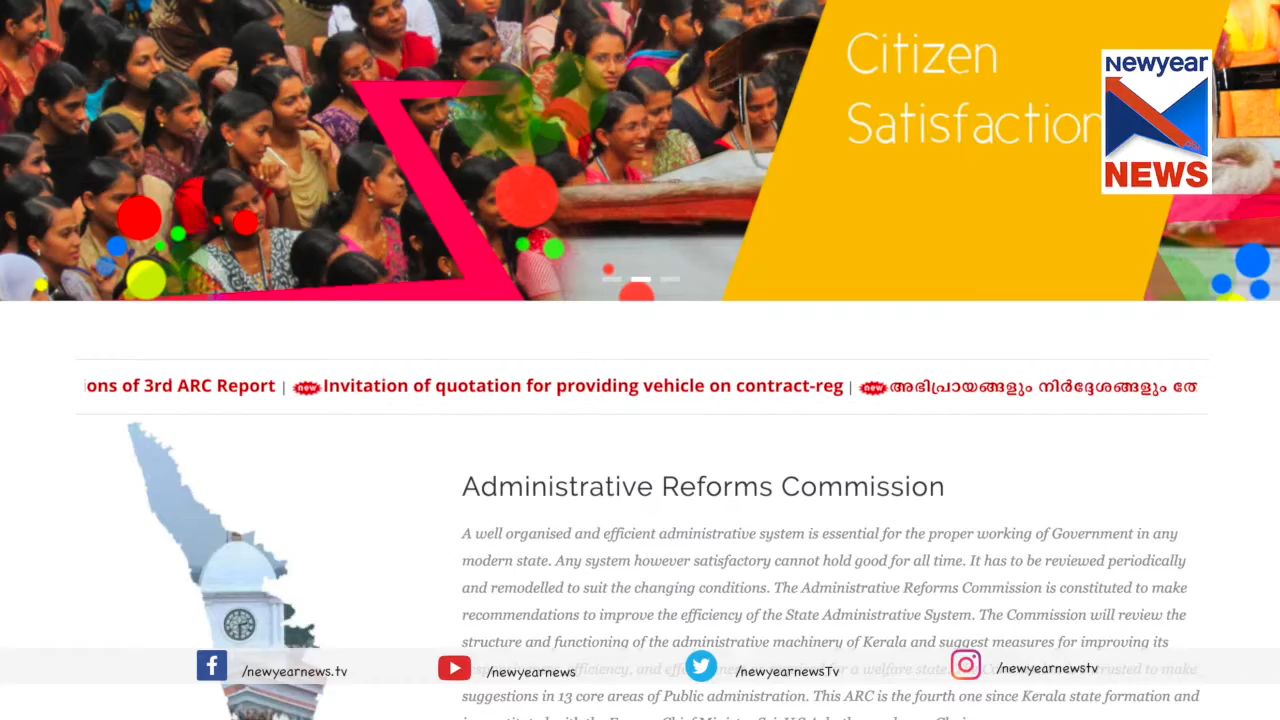 Citizen
Satisfaction
Newyear
NEWS
ions of 3rd ARC Report | new Invitation of quotation for providing vehicle on contract-reg | new അഭിപ്രായങ്ങളും നിർദ്ദേശങ്ങളും തേ
Administrative Reforms Commission
A well organised and efficient administrative system is essential for the proper working of Government in any
modern state. Any system however satisfactory cannot hold good for all time. It has to be reviewed periodically
and remodelled to suit the changing conditions. The Administrative Reforms Commission is constituted to make
recommendations to improve the efficiency of the State Administrative System. The Commission will review the
structure and functioning of the administrative machinery of Kerala and suggest measures for improving its
efficiency, and for a welfare state. to make
/newyearnews.tv /newyearnews /newyearnewsTv /newyearnewstv
suggestions in 13 core areas of Public administration. This ARC is the fourth one since Kerala state formation and